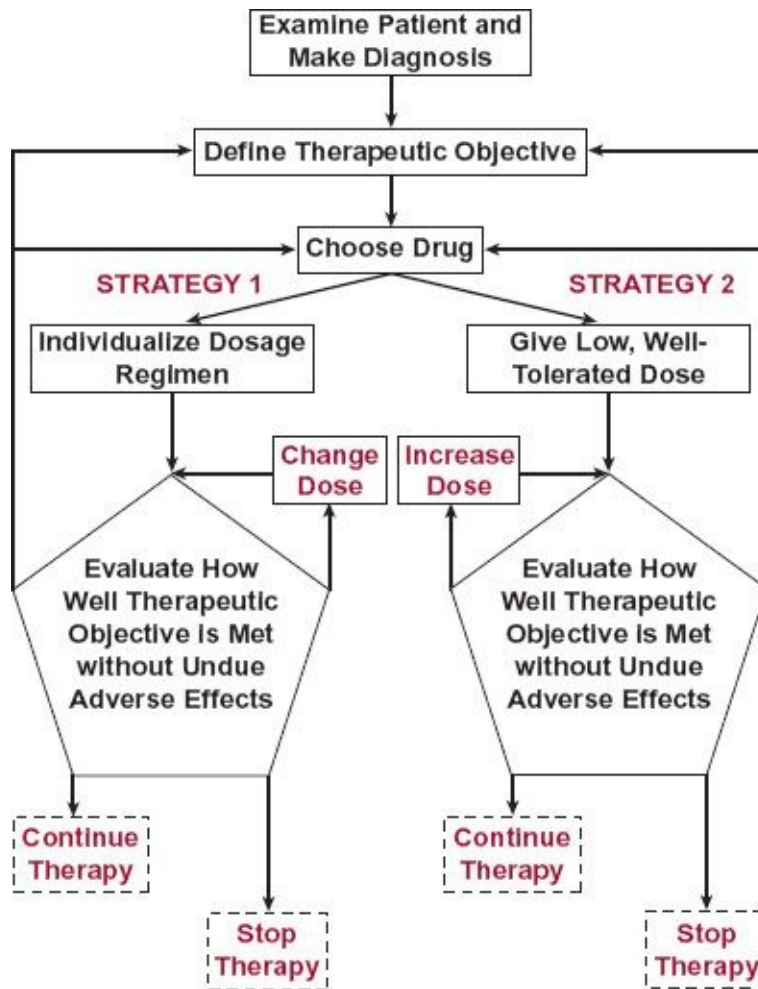 Examine Patient and
Make Diagnosis
Define Therapeutic Objective
Choose Drug
STRATEGY 1
STRATEGY 2
Individualize Dosage
Regimen
Give Low, Well-
Tolerated Dose
Change
Dose
Increase
Dose
Evaluate How
Well Therapeutic
Objective is Met
without Undue
Adverse Effects
Evaluate How
Well Therapeutic
Objective is Met
without Undue
Adverse Effects
Continue
Therapy
Stop
Therapy
Continue
Therapy
Stop
Therapy